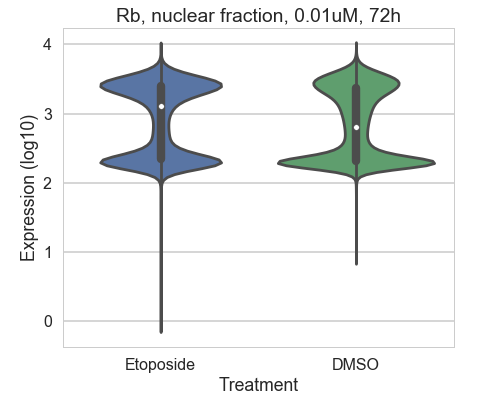 Rb, nuclear fraction, 0.01uM, 72h
Expression (log10)
4
3
2
1
0
Etoposide DMSO
Treatment